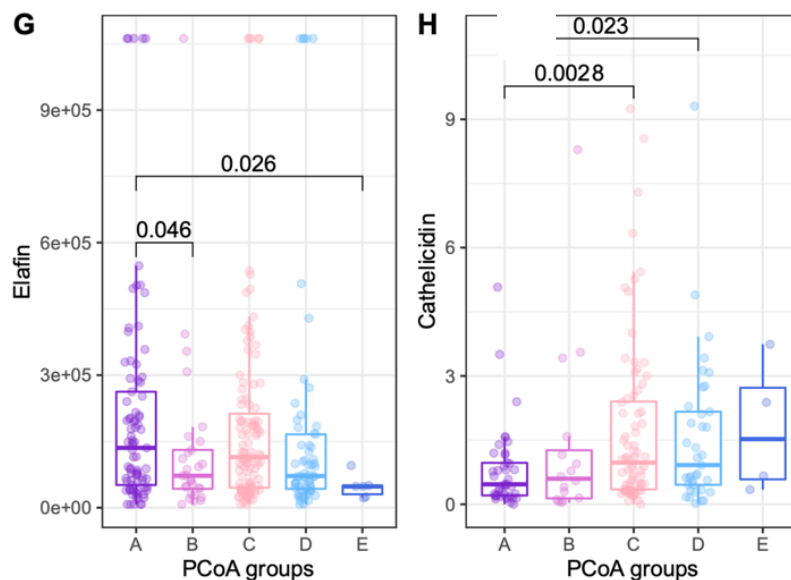 G
9e+05
6e+05
3e+05
0e+00
Elafin
0.026
0.046
A B C D E
PCoA groups
H
9
6
3
0
Cathelicidin
0.023
0.0028
A B C D E
PCoA groups